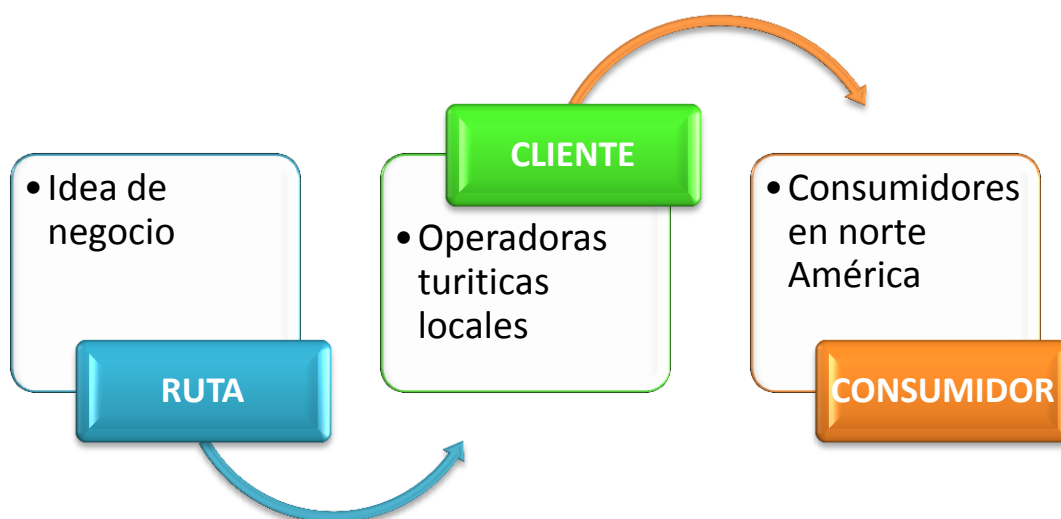 • Idea de
negocio
RUTA
CLIENTE
• Operadoras
turiticas
locales
• Consumidores
en norte
América
CONSUMIDOR